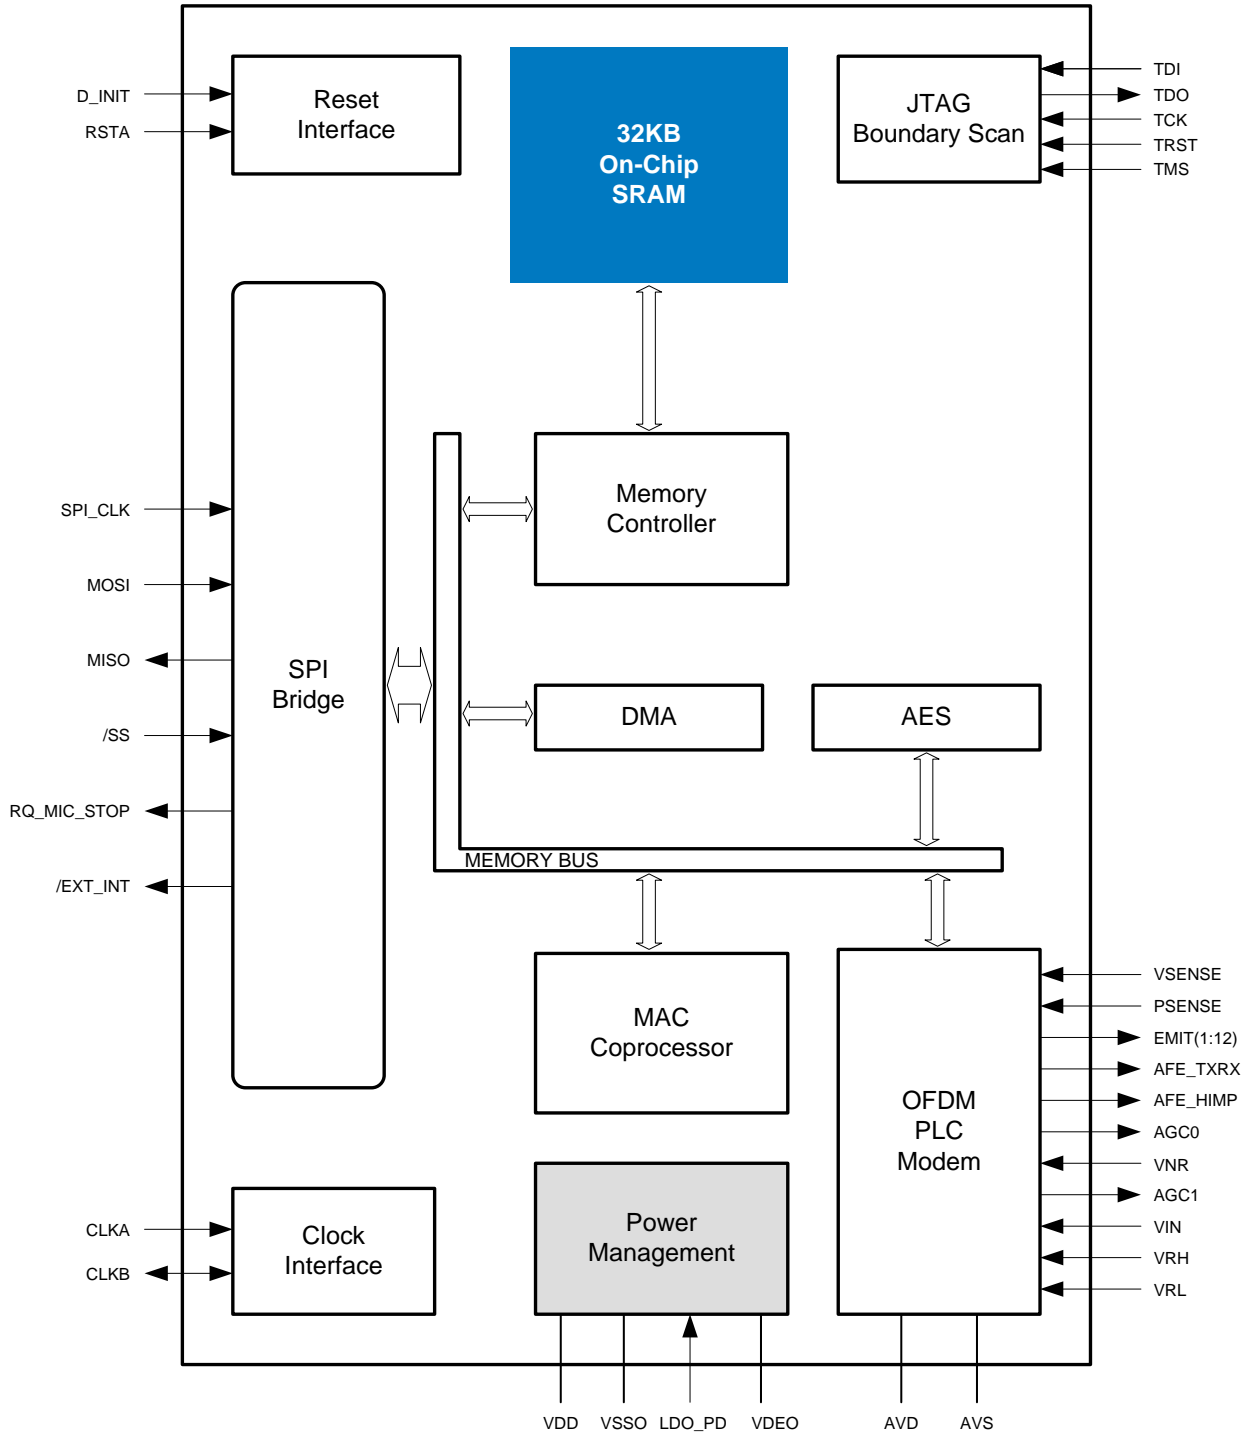 D_INIT
RSTA
Reset
Interface
32KB
On-Chip
SRAM
JTAG
Boundary Scan
TDI
TDO
TCK
TRST
TMS
SPI_CLK
MOSI
MISO
/SS
RQ_MIC_STOP
/EXT_INT
SPI
Bridge
Memory
Controller
DMA
AES
MEMORY BUS
MAC
Coprocessor
OFDM
PLC
Modem
VSENSE
PSENSE
EMIT(1:12)
AFE_TXRX
AFE_HIMP
AGC0
VNR
AGC1
VIN
VRH
VRL
CLKA
CLKB
Clock
Interface
Power
Management
VDD
VSSO
LDO_PD
VDEO
AVD
AVS